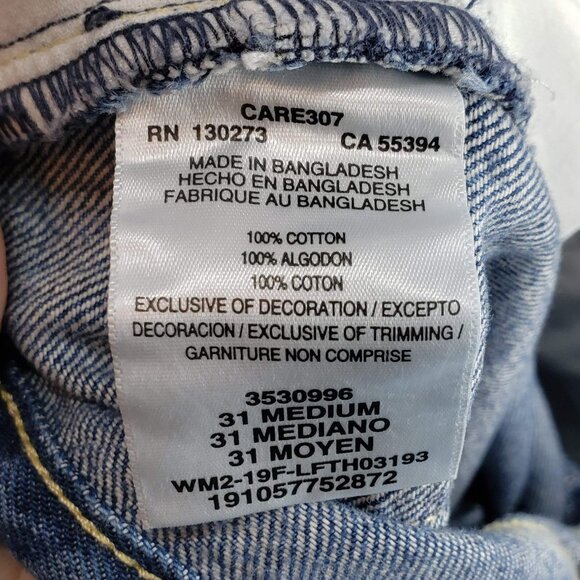 CARE307
RN 130273 CA 55394
MADE IN BANGLADESH
HECHO EN BANGLADESH
FABRIQUE AU BANGLADESH
100% COTTON
100% ALGODON
100% COTON
EXCLUSIVE OF DECORATION / EXCEPTO
DECORACION / EXCLUSIVE OF TRIMMING /
GARNITURE NON COMPRISE
3530996
31 MEDIUM
31 MEDIANO
31 MOYEN
WM2-19F-LFTH03193
191057752872